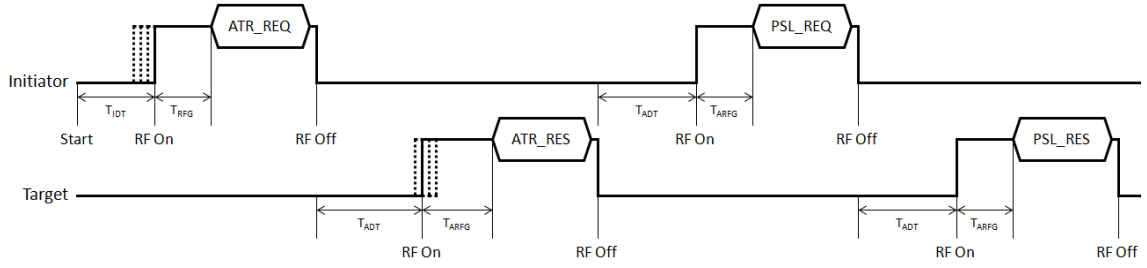 ATR_REQ PSL_REQ
Initiator
TIDT TRFG TADT TARFG
Start RF On RF Off RF On RF Off
ATR_RES PSL_RES
Target
TADT TARFG TADT TARFG
RF On RF Off RF On RF Off